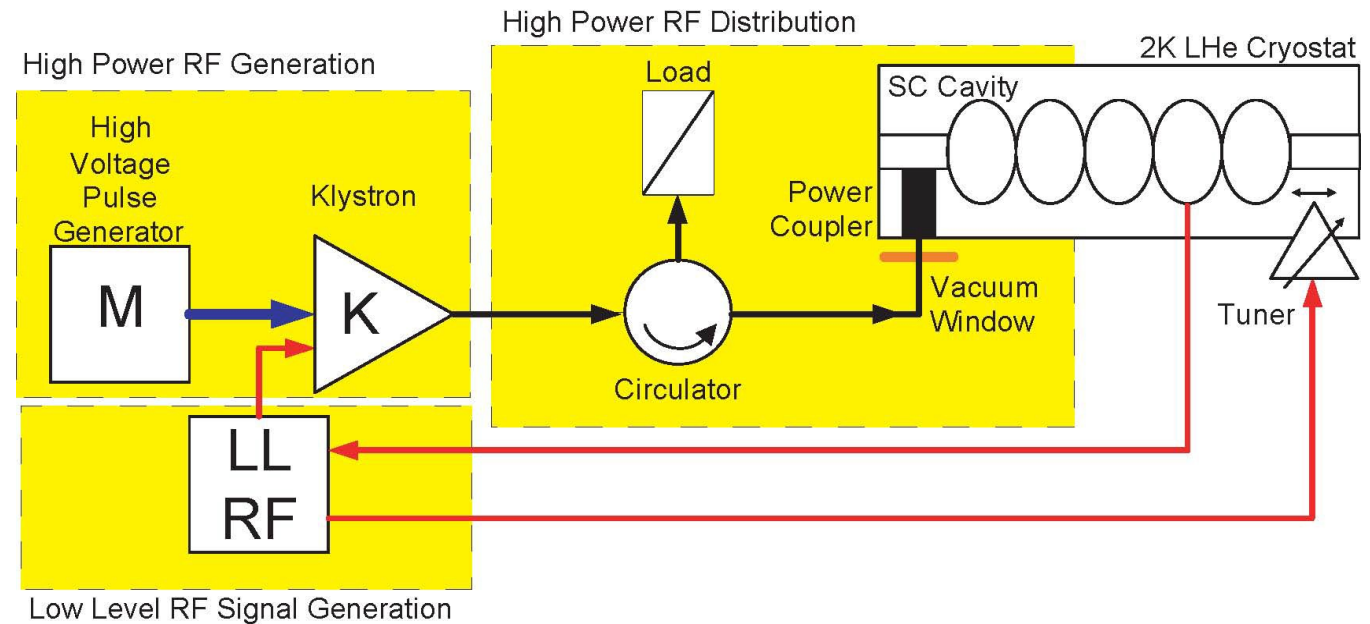 High Power RF Distribution
High Power RF Generation
2K LHe Cryostat
Load
SC Cavity
High
Voltage
Pulse
Generator
Klystron
Power
Coupler
M
K
Vacuum
Window
Tuner
Circulator
LL
RF
Low Level RF Signal Generation